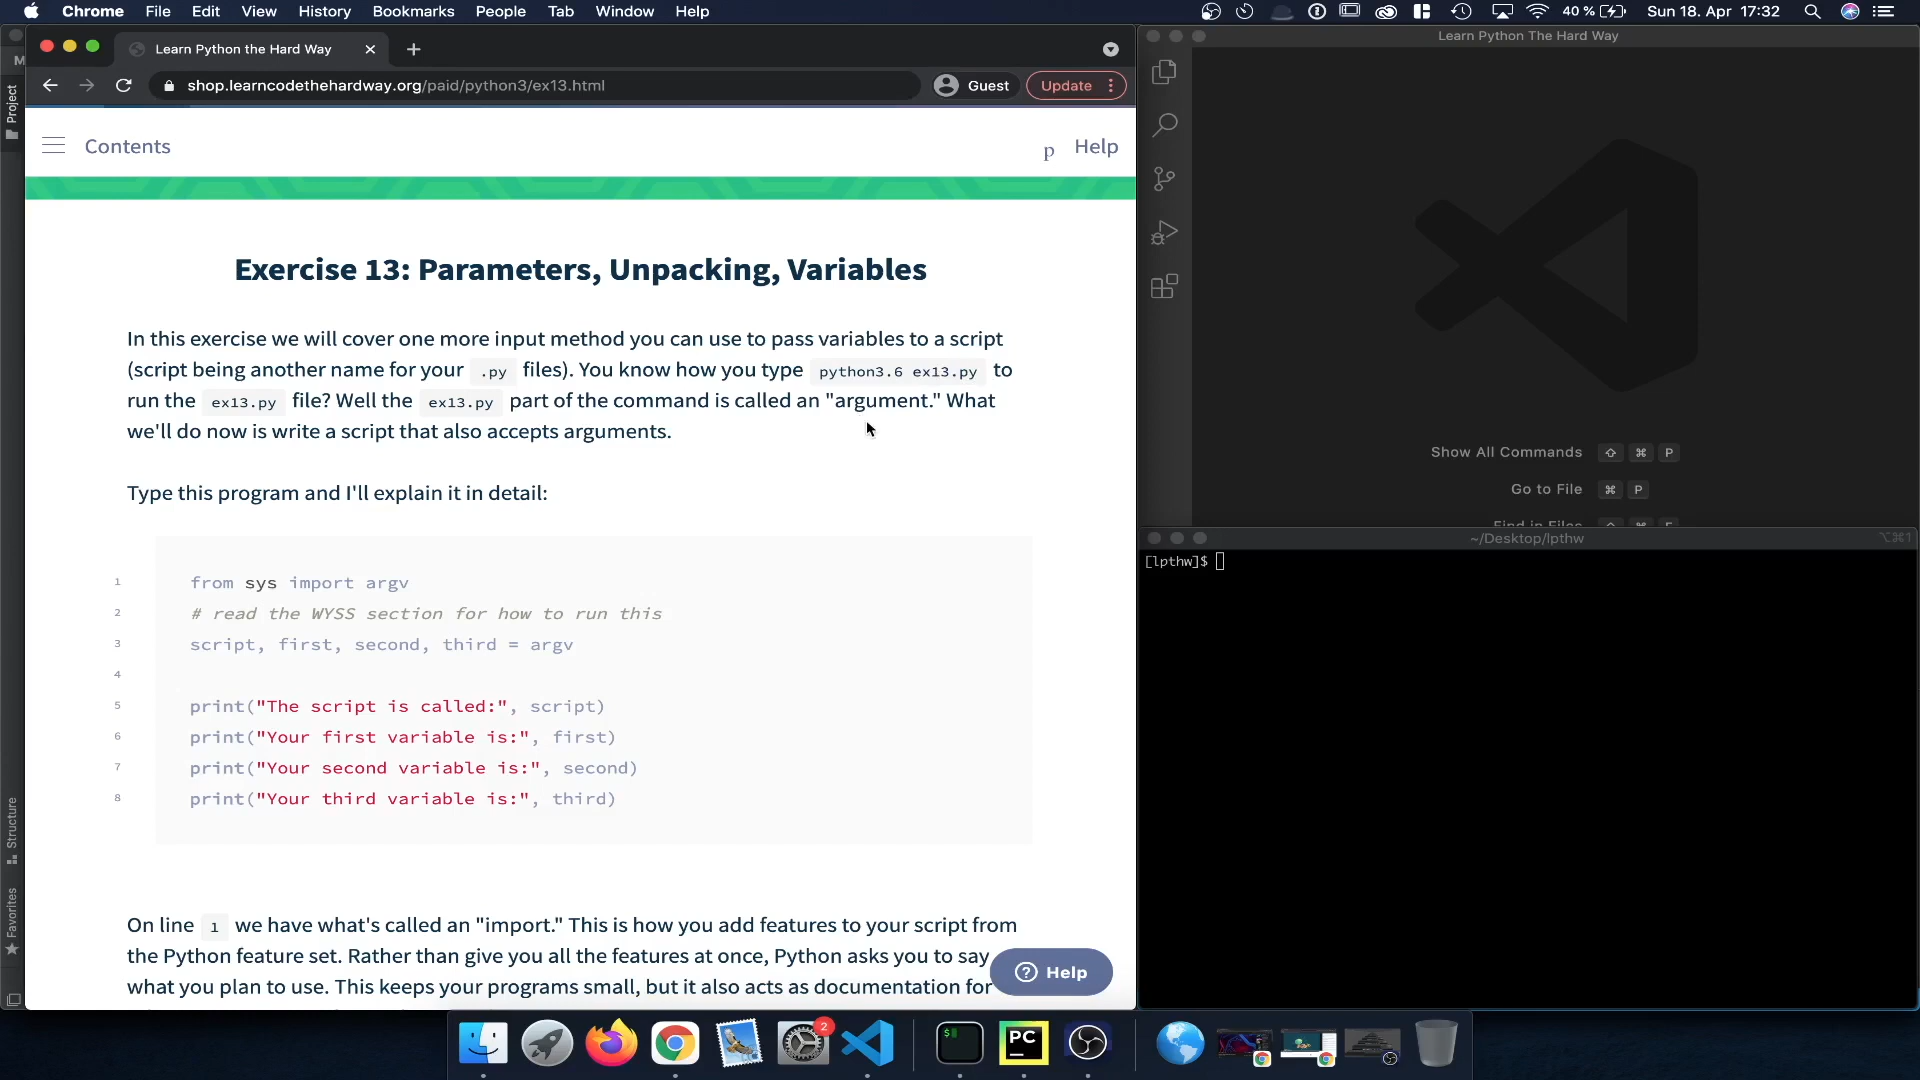 Chrome File Edit View History Bookmarks People Tab Window Help 40 % Sun 18. Apr 17:32
Learn Python the Hard Way
Learn Python The Hard Way
shop.learncodethehardway.org/paid/python3/ex13.html Guest Update
Project
Contents p Help
Exercise 13: Parameters, Unpacking, Variables
In this exercise we will cover one more input method you can use to pass variables to a script
(script being another name for your .py files). You know how you type python3.6 ex13.py to
run the ex13.py file? Well the ex13.py part of the command is called an "argument." What
we'll do now is write a script that also accepts arguments.
Type this program and I'll explain it in detail:
1 from sys import argv
2 # read the WYSS section for how to run this
3 script, first, second, third = argv
4
5 print("The script is called:", script)
6 print("Your first variable is:", first)
7 print("Your second variable is:", second)
8 print("Your third variable is:", third)
On line 1 we have what's called an "import." This is how you add features to your script from
the Python feature set. Rather than give you all the features at once, Python asks you to say
what you plan to use. This keeps your programs small, but it also acts as documentation for
Help
Structure
Favorites
Show All Commands ⇧ ⌘ P
Go to File ⌘ P
Find in Files ⇧ ⌘ F
~/Desktop/lpthw ⌥⌘1
[lpthw]$
2
$
PC